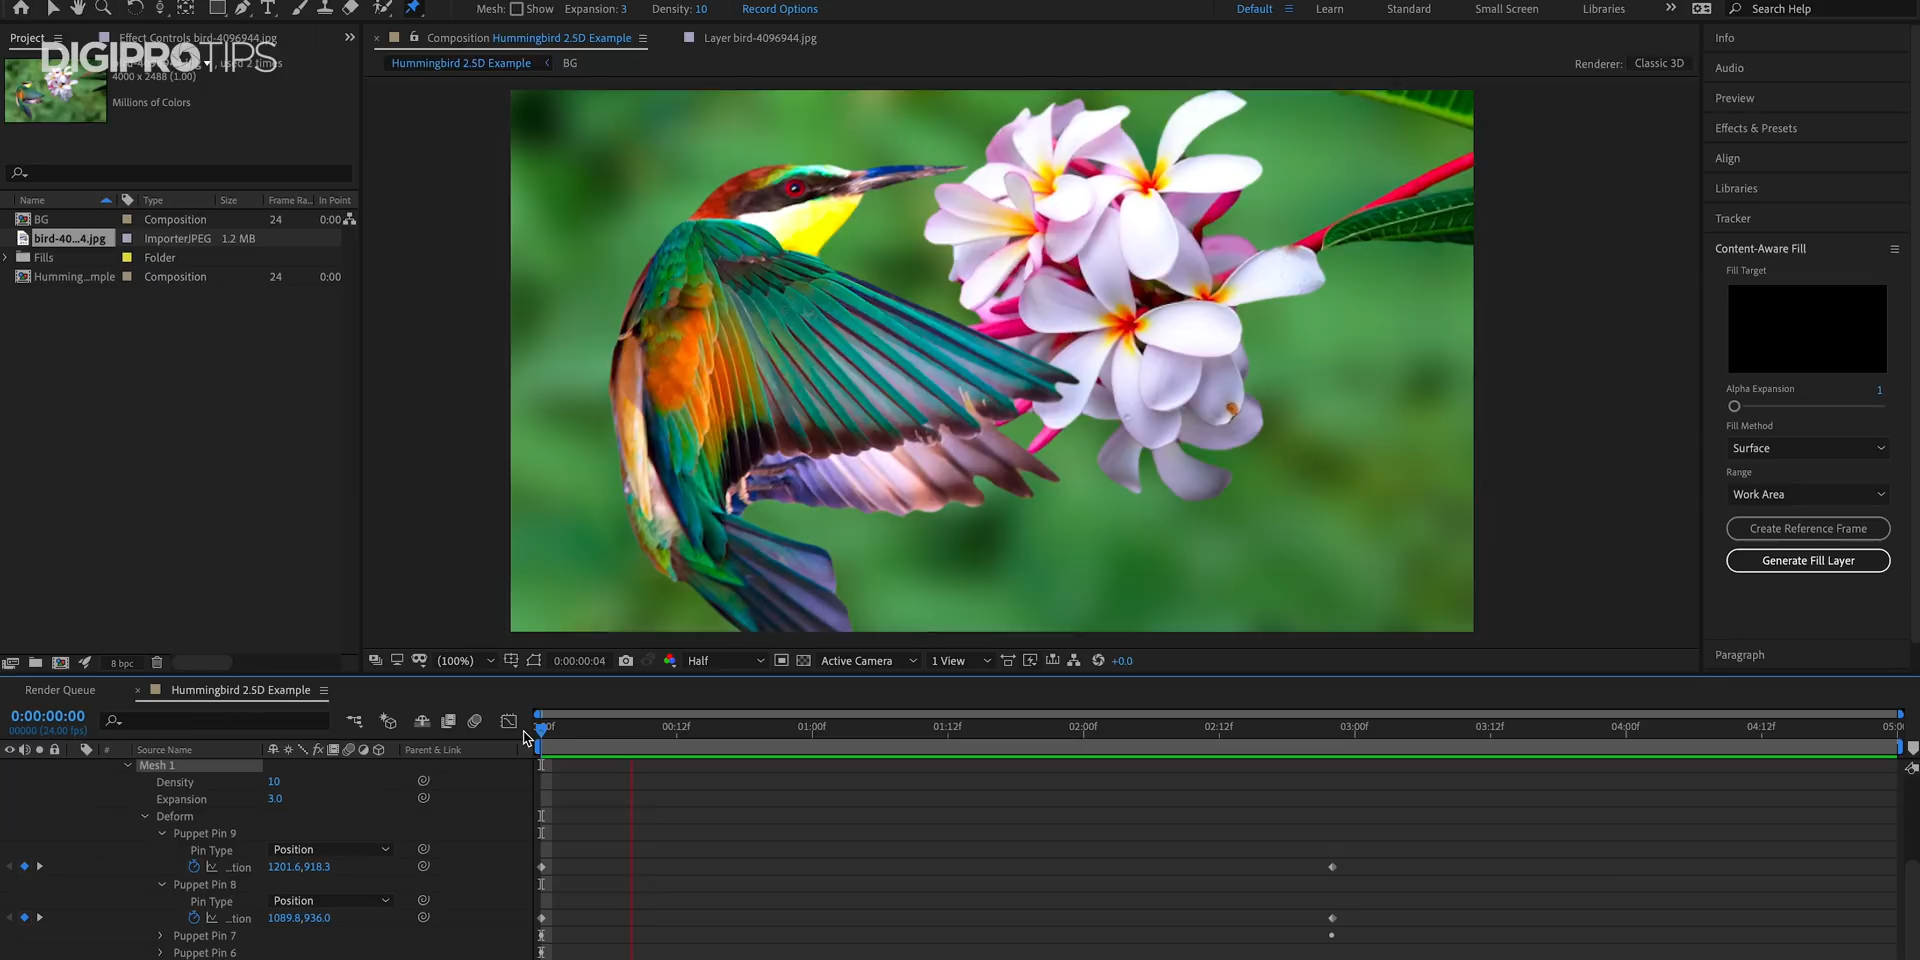 Mesh: Show Expansion: 3 Density: 10 Record Options Default Learn Standard Small Screen Libraries Search Help
Project Effect Controls bird-4096944.jpg
DIGIPROTIPS
, used 2 times
4000 x 2488 (1.00)
Millions of Colors
Composition Hummingbird 2.5D Example
Layer bird-4096944.jpg
Hummingbird 2.5D Example BG
Renderer: Classic 3D
Name Type Size Frame Ra... In Point
BG Composition 24 0:00
bird-40...4.jpg ImporterJPEG 1.2 MB
Fills Folder
Humming...mple Composition 24 0:00
8 bpc
(100%) 0:00:00:04 Half Active Camera 1 View +0.0
Info
Audio
Preview
Effects & Presets
Align
Libraries
Tracker
Content-Aware Fill
Fill Target
Alpha Expansion 1
Fill Method
Surface
Range
Work Area
Create Reference Frame
Generate Fill Layer
Paragraph
Render Queue Hummingbird 2.5D Example
0:00:00:00
00000 (24.00 fps)
00:12f 01:00f 01:12f 02:00f 02:12f 03:00f 03:12f 04:00f 04:12f 05:0
# Source Name fx Parent & Link
Mesh 1
Density 10
Expansion 3.0
Deform
Puppet Pin 9
Pin Type Position
...tion 1201.6,918.3
Puppet Pin 8
Pin Type Position
...tion 1089.8,936.0
Puppet Pin 7
Puppet Pin 6